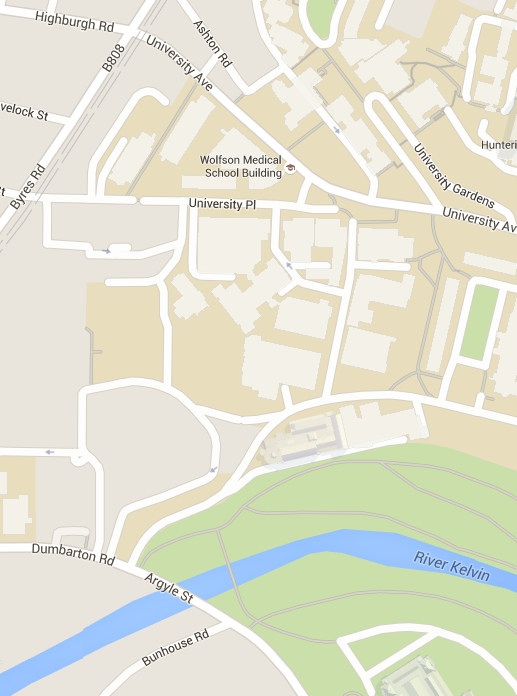 Highburgh Rd
Ashton Rd
B808
University Ave
velock St
Wolfson Medical
School Building
Hunteri
University Gardens
Byres Rd
University Pl
University Av
River Kelvin
Dumbarton Rd
Argyle St
Bunhouse Rd